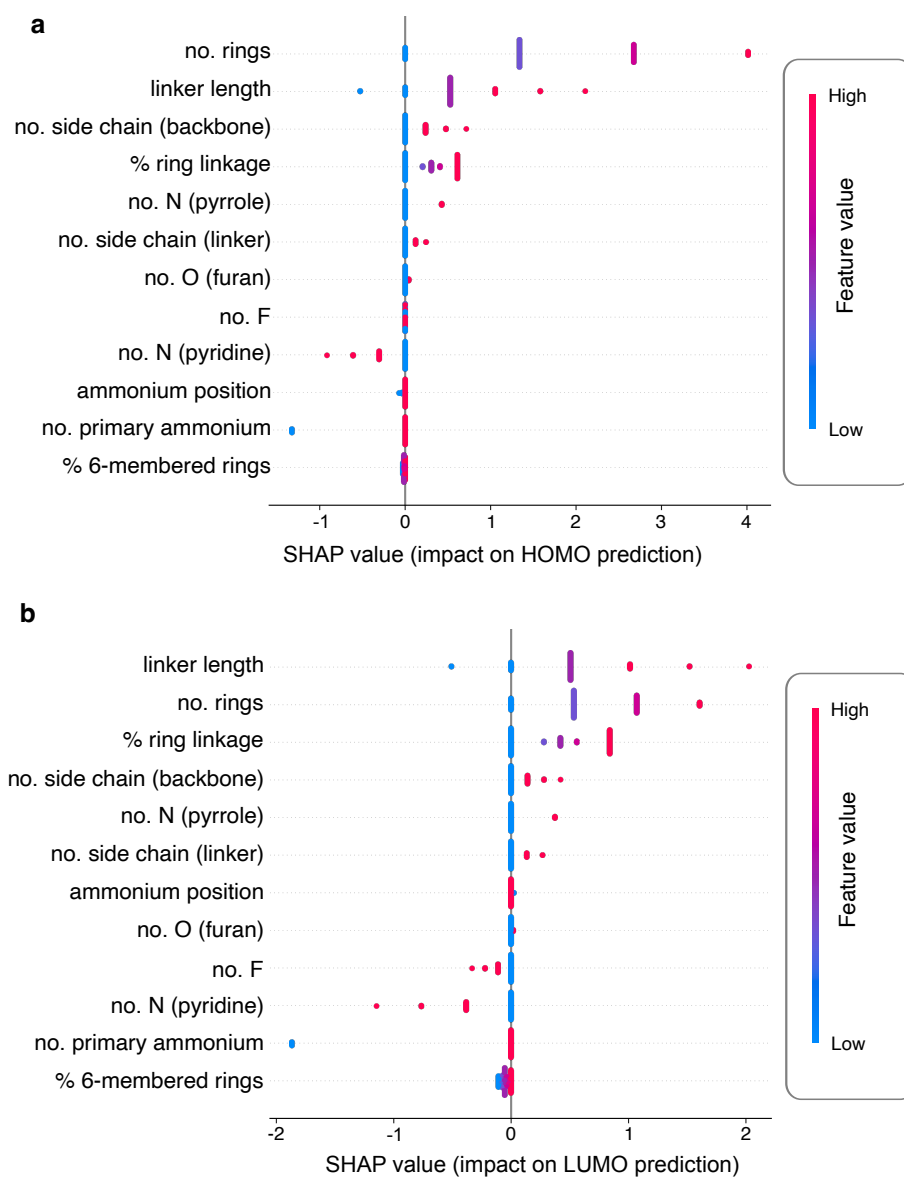 a
no. rings
linker length
no. side chain (backbone)
% ring linkage
no. N (pyrrole)
no. side chain (linker)
no. O (furan)
no. F
no. N (pyridine)
ammonium position
no. primary ammonium
% 6-membered rings
-1 0 1 2 3 4
SHAP value (impact on HOMO prediction)
High
Feature value
Low
b
linker length
no. rings
% ring linkage
no. side chain (backbone)
no. N (pyrrole)
no. side chain (linker)
ammonium position
no. O (furan)
no. F
no. N (pyridine)
no. primary ammonium
% 6-membered rings
-2 -1 0 1 2
SHAP value (impact on LUMO prediction)
High
Feature value
Low